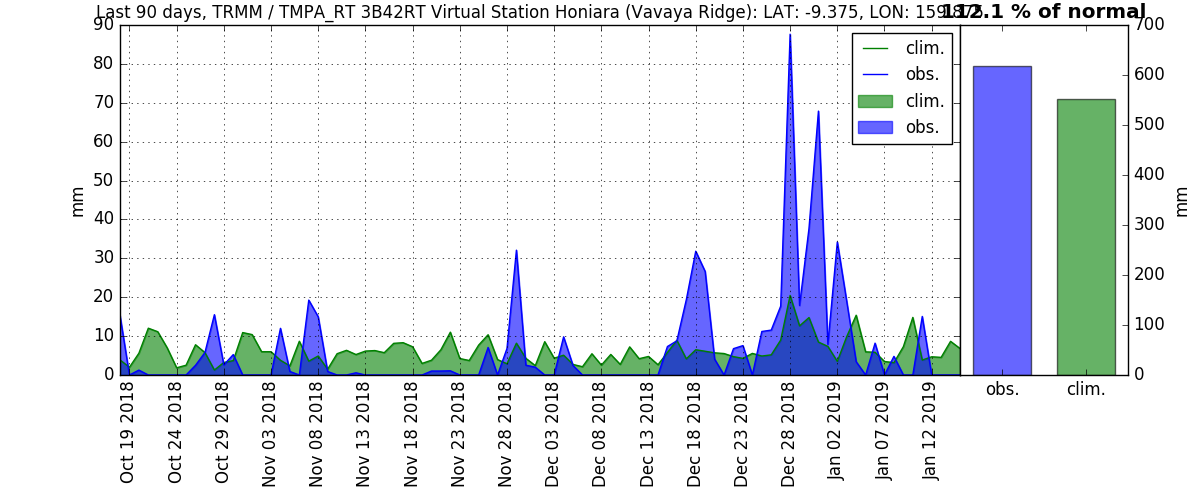 Last 90 days, TRMM / TMPA_RT 3B42RT Virtual Station Honiara (Vavaya Ridge): LAT: -9.375, LON: 159.875
112.1 % of normal
90
80
70
60
50
40
30
20
10
0
mm
clim.
obs.
clim.
obs.
700
600
500
400
300
200
100
0
mm
Oct 19 2018
Oct 24 2018
Oct 29 2018
Nov 03 2018
Nov 08 2018
Nov 13 2018
Nov 18 2018
Nov 23 2018
Nov 28 2018
Dec 03 2018
Dec 08 2018
Dec 13 2018
Dec 18 2018
Dec 23 2018
Dec 28 2018
Jan 02 2019
Jan 07 2019
Jan 12 2019
obs.
clim.